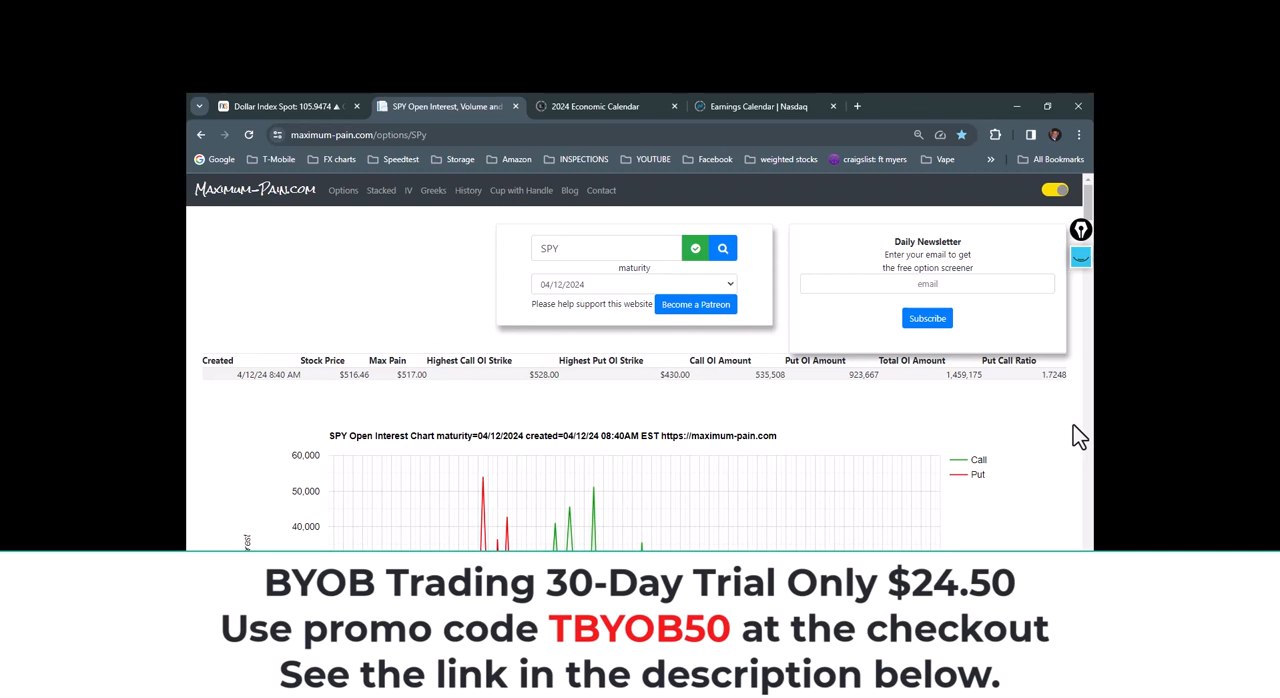 Dollar Index Spot: 105.9474 ▲
SPY Open Interest, Volume and
2024 Economic Calendar
Earnings Calendar | Nasdaq
maximum-pain.com/options/SPy
Google T-Mobile FX charts Speedtest Storage Amazon INSPECTIONS YOUTUBE Facebook weighted stocks craigslist: ft myers Vape » All Bookmarks
Maximum-Pain.com Options Stacked IV Greeks History Cup with Handle Blog Contact
SPY
maturity
04/12/2024
Please help support this website Become a Patreon
Daily Newsletter
Enter your email to get
the free option screener
email
Subscribe
Created Stock Price Max Pain Highest Call OI Strike Highest Put OI Strike Call OI Amount Put OI Amount Total OI Amount Put Call Ratio
4/12/24 8:40 AM $516.46 $517.00 $528.00 $430.00 535,508 923,667 1,459,175 1.7248
SPY Open Interest Chart maturity=04/12/2024 created=04/12/24 08:40AM EST https://maximum-pain.com
60,000
50,000
40,000
Call
Put
BYOB Trading 30-Day Trial Only $24.50
Use promo code TBYOB50 at the checkout
See the link in the description below.